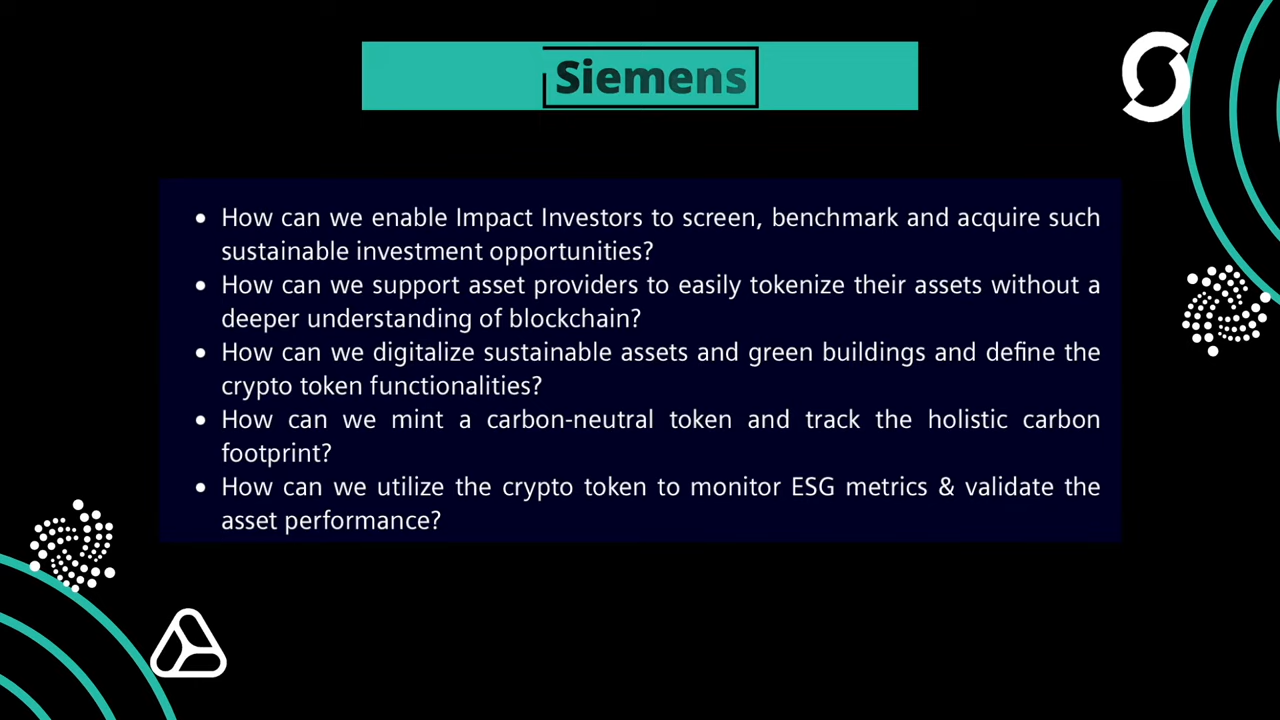 Siemens
• How can we enable Impact Investors to screen, benchmark and acquire such
sustainable investment opportunities?
• How can we support asset providers to easily tokenize their assets without a
deeper understanding of blockchain?
• How can we digitalize sustainable assets and green buildings and define the
crypto token functionalities?
• How can we mint a carbon-neutral token and track the holistic carbon
footprint?
• How can we utilize the crypto token to monitor ESG metrics & validate the
asset performance?